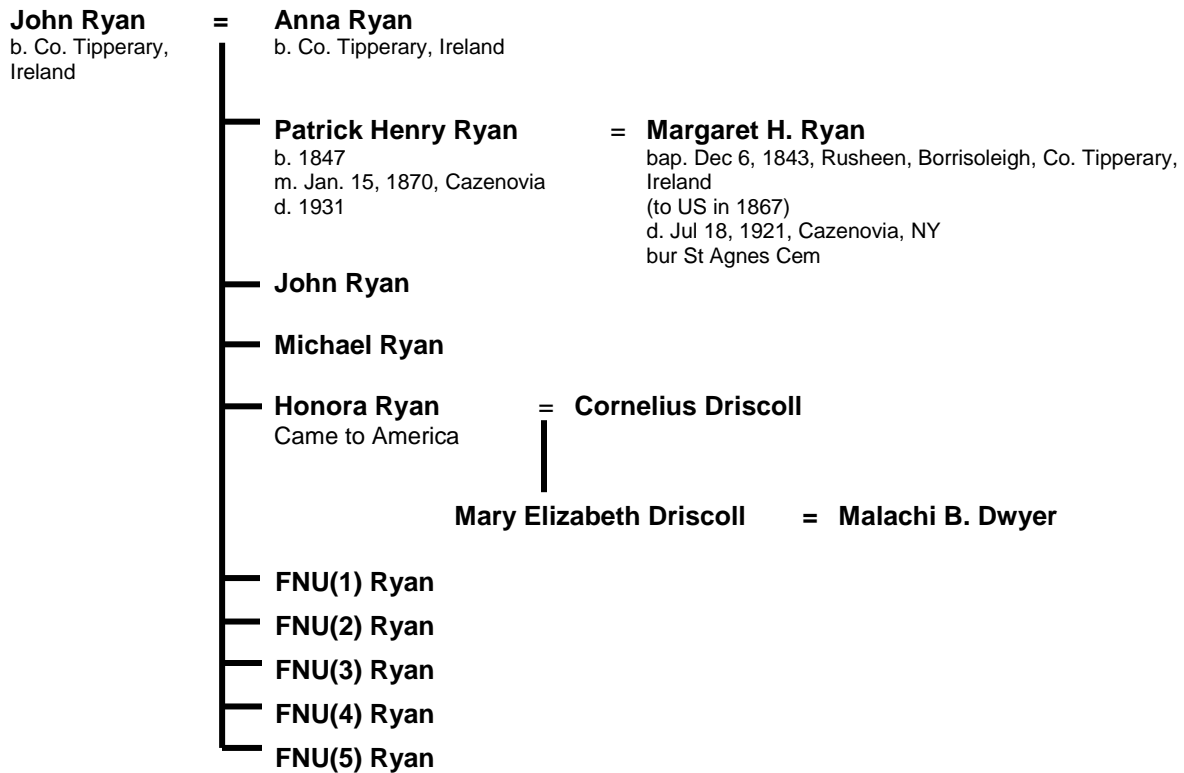 John Ryan = Anna Ryan
b. Co. Tipperary, b. Co. Tipperary, Ireland
Ireland
Patrick Henry Ryan = Margaret H. Ryan
b. 1847 bap. Dec 6, 1843, Rusheen, Borrisoleigh, Co. Tipperary,
m. Jan. 15, 1870, Cazenovia Ireland
d. 1931 (to US in 1867)
d. Jul 18, 1921, Cazenovia, NY
bur St Agnes Cem
John Ryan
Michael Ryan
Honora Ryan = Cornelius Driscoll
Came to America
Mary Elizabeth Driscoll = Malachi B. Dwyer
FNU(1) Ryan
FNU(2) Ryan
FNU(3) Ryan
FNU(4) Ryan
FNU(5) Ryan